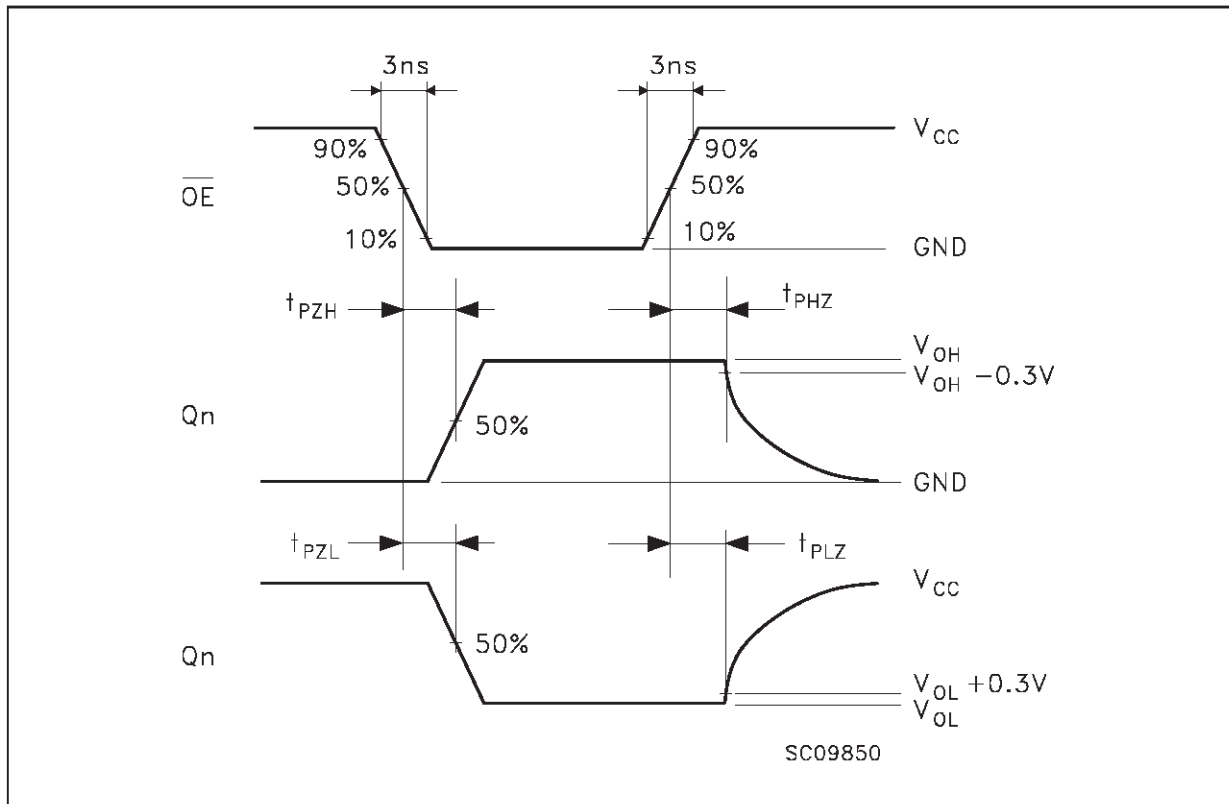 3ns 3ns
V_CC
90% 90%
O̅E̅ 50% 50%
10% 10%
GND
t_PZH t_PHZ
V_OH
V_OH −0.3V
Qn 50%
GND
t_PZL t_PLZ
V_CC
50%
Qn
V_OL +0.3V
V_OL
SC09850